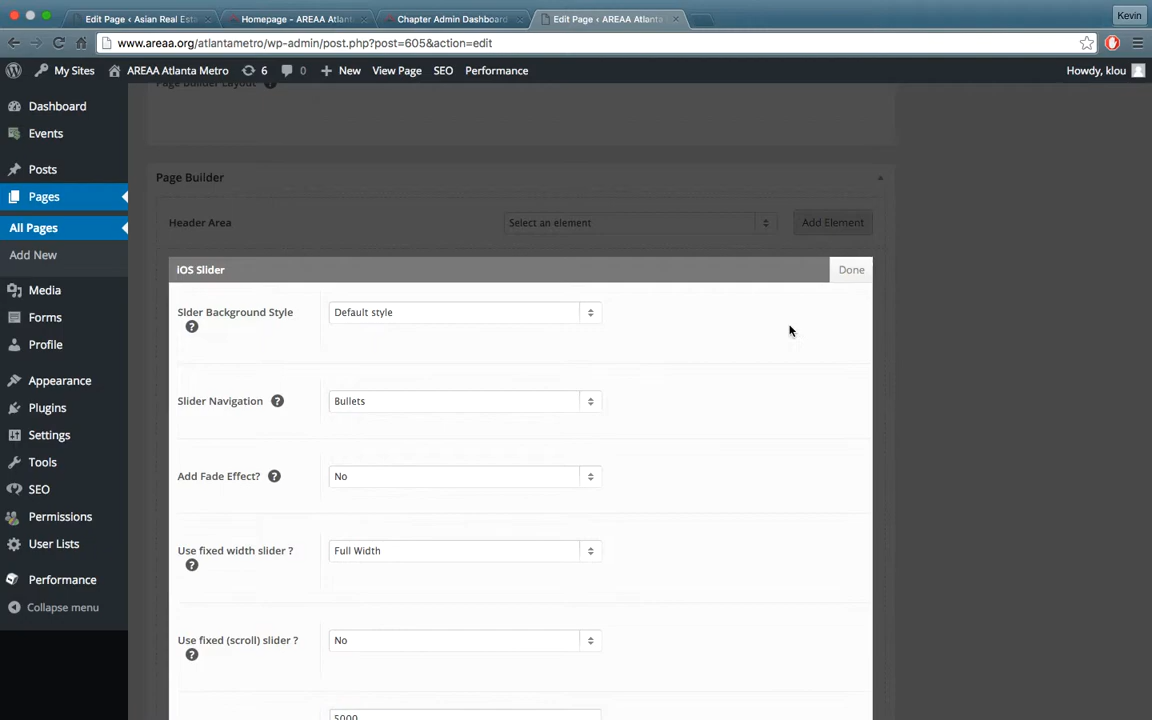 Edit Page ‹ Asian Real Esta
Homepage – AREAA Atlant
Chapter Admin Dashboard
Edit Page ‹ AREAA Atlanta
Kevin
www.areaa.org/atlantametro/wp-admin/post.php?post=605&action=edit
My Sites
AREAA Atlanta Metro
6
0
New
View Page
SEO
Performance
Howdy, klou
Page Builder Layout
Dashboard
Events
Posts
Pages
All Pages
Add New
Media
Forms
Profile
Appearance
Plugins
Settings
Tools
SEO
Permissions
User Lists
Performance
Collapse menu
Page Builder
Header Area
Select an element
Add Element
iOS Slider
Done
Slder Background Style
?
Default style
Slider Navigation ?
Bullets
Add Fade Effect? ?
No
Use fixed width slider ?
?
Full Width
Use fixed (scroll) slider ?
?
No
5000